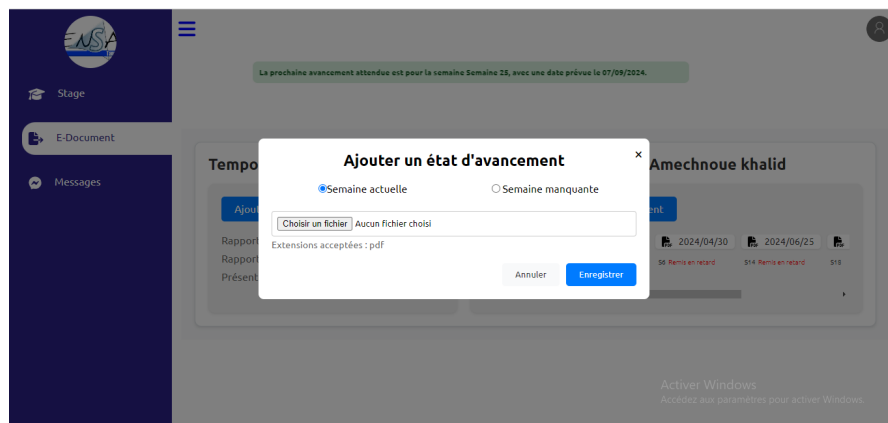 ENSA
La prochaine avancement attendue est pour la semaine Semaine 25, avec une date prévue le 07/09/2024.
Stage
E-Document
Messages
Tempo
Amechnoue khalid
Ajouter un état d'avancement
×
Semaine actuelle
Semaine manquante
Ajout
ent
Choisir un fichier Aucun fichier choisi
Extensions acceptées : pdf
Rapport
Rapport
Présent
2024/04/30
2024/06/25
S6 Remis en retard
S14 Remis en retard
S18
Annuler
Enregistrer
Activer Windows
Accédez aux paramètres pour activer Windows.